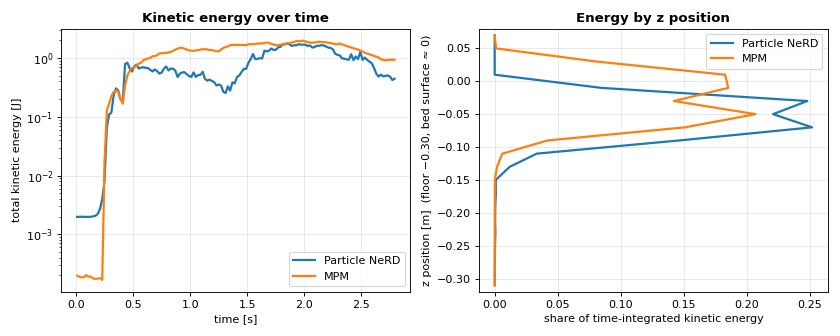 Kinetic energy over time
total kinetic energy [J]
10⁰
10⁻¹
10⁻²
10⁻³
0.0 0.5 1.0 1.5 2.0 2.5
time [s]
Particle NeRD
MPM
Energy by z position
z position [m] (floor −0.30, bed surface ≈ 0)
0.05
0.00
−0.05
−0.10
−0.15
−0.20
−0.25
−0.30
0.00 0.05 0.10 0.15 0.20 0.25
share of time-integrated kinetic energy
Particle NeRD
MPM